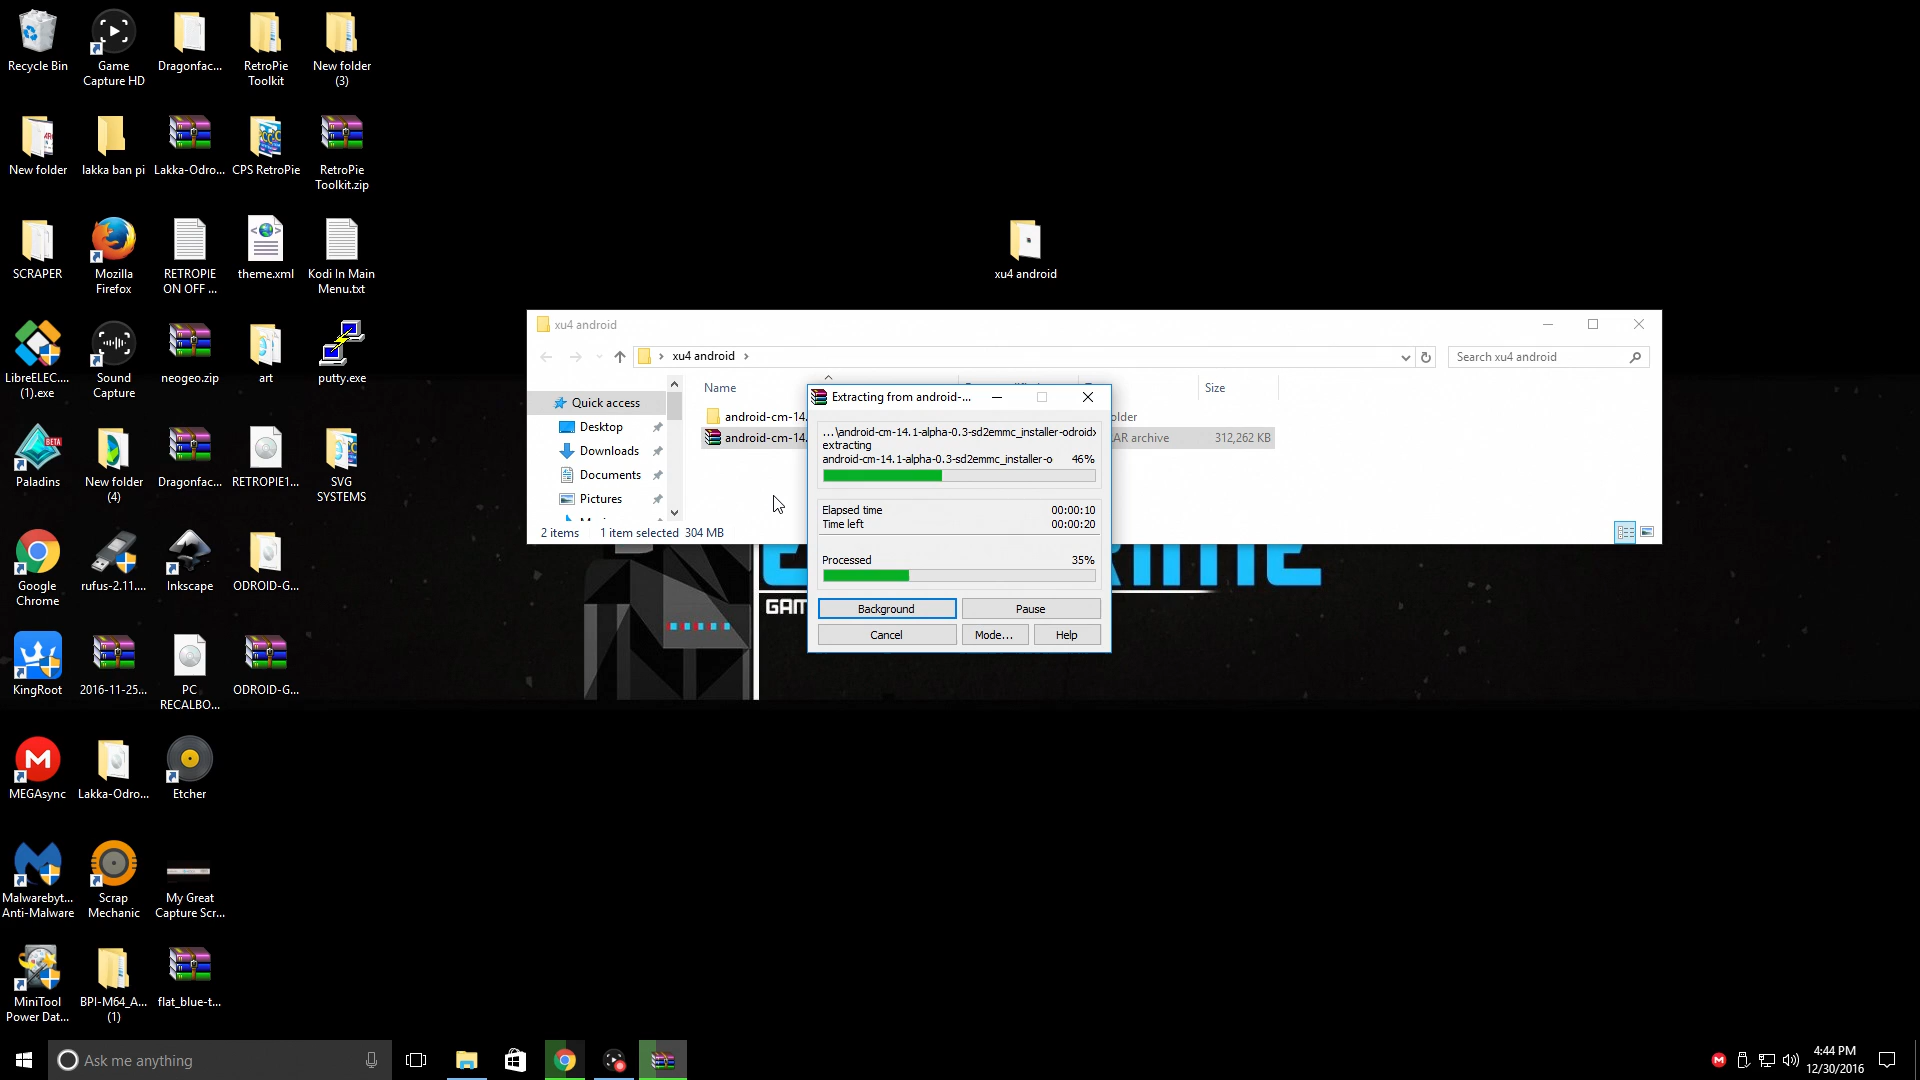 Recycle Bin
Game
Capture HD
Dragonfac...
RetroPie
Toolkit
New folder
(3)
New folder
lakka ban pi
Lakka-Odro...
CPS RetroPie
RetroPie
Toolkit.zip
SCRAPER
Mozilla
Firefox
RETROPIE
ON OFF ...
theme.xml
Kodi In Main
Menu.txt
xu4 android
LibreELEC....
(1).exe
Sound
Capture
neogeo.zip
art
putty.exe
Paladins
BETA
New folder
(4)
Dragonfac...
RETROPIE1...
SVG
SYSTEMS
Google
Chrome
rufus-2.11....
Inkscape
ODROID-G...
KingRoot
2016-11-25...
PC
RECALBO...
ODROID-G...
MEGAsync
Lakka-Odro...
Etcher
Malwarebyt...
Anti-Malware
Scrap
Mechanic
My Great
Capture Scr...
MiniTool
Power Dat...
BPI-M64_A...
(1)
flat_blue-t...
xu4 android
xu4 android
Search xu4 android
Name
Size
Quick access
Desktop
Downloads
Documents
Pictures
android-cm-14.
older
android-cm-14.
AR archive 312,262 KB
2 items 1 item selected 304 MB
Extracting from android-...
...\android-cm-14.1-alpha-0.3-sd2emmc_installer-odroidx
extracting
android-cm-14.1-alpha-0.3-sd2emmc_installer-o 46%
Elapsed time 00:00:10
Time left 00:00:20
Processed 35%
Background Pause
Cancel Mode... Help
GAM
Ask me anything
4:44 PM
12/30/2016